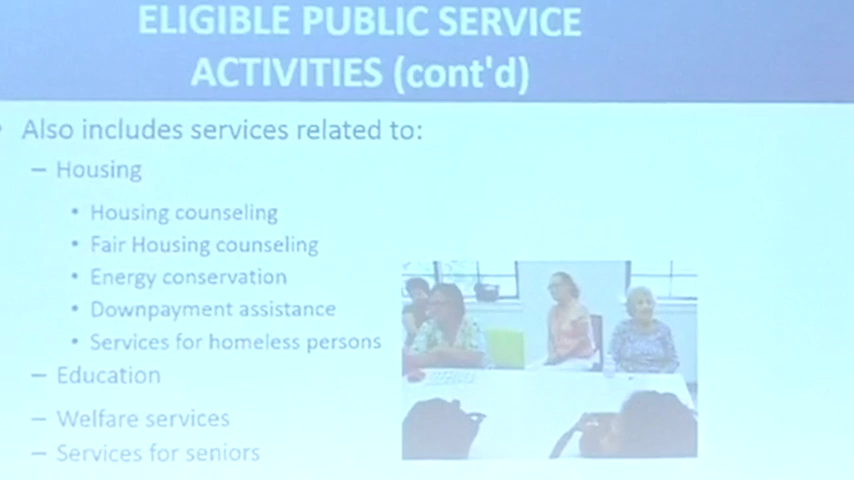 ELIGIBLE PUBLIC SERVICE
ACTIVITIES (cont'd)
• Also includes services related to:
– Housing
• Housing counseling
• Fair Housing counseling
• Energy conservation
• Downpayment assistance
• Services for homeless persons
– Education
– Welfare services
– Services for seniors